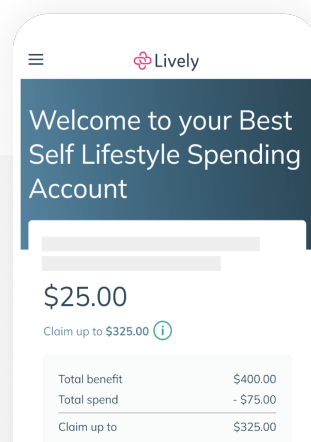 Lively
Welcome to your Best
Self Lifestyle Spending
Account
$25.00
Claim up to $325.00 i
Total benefit $400.00
Total spend - $75.00
Claim up to $325.00